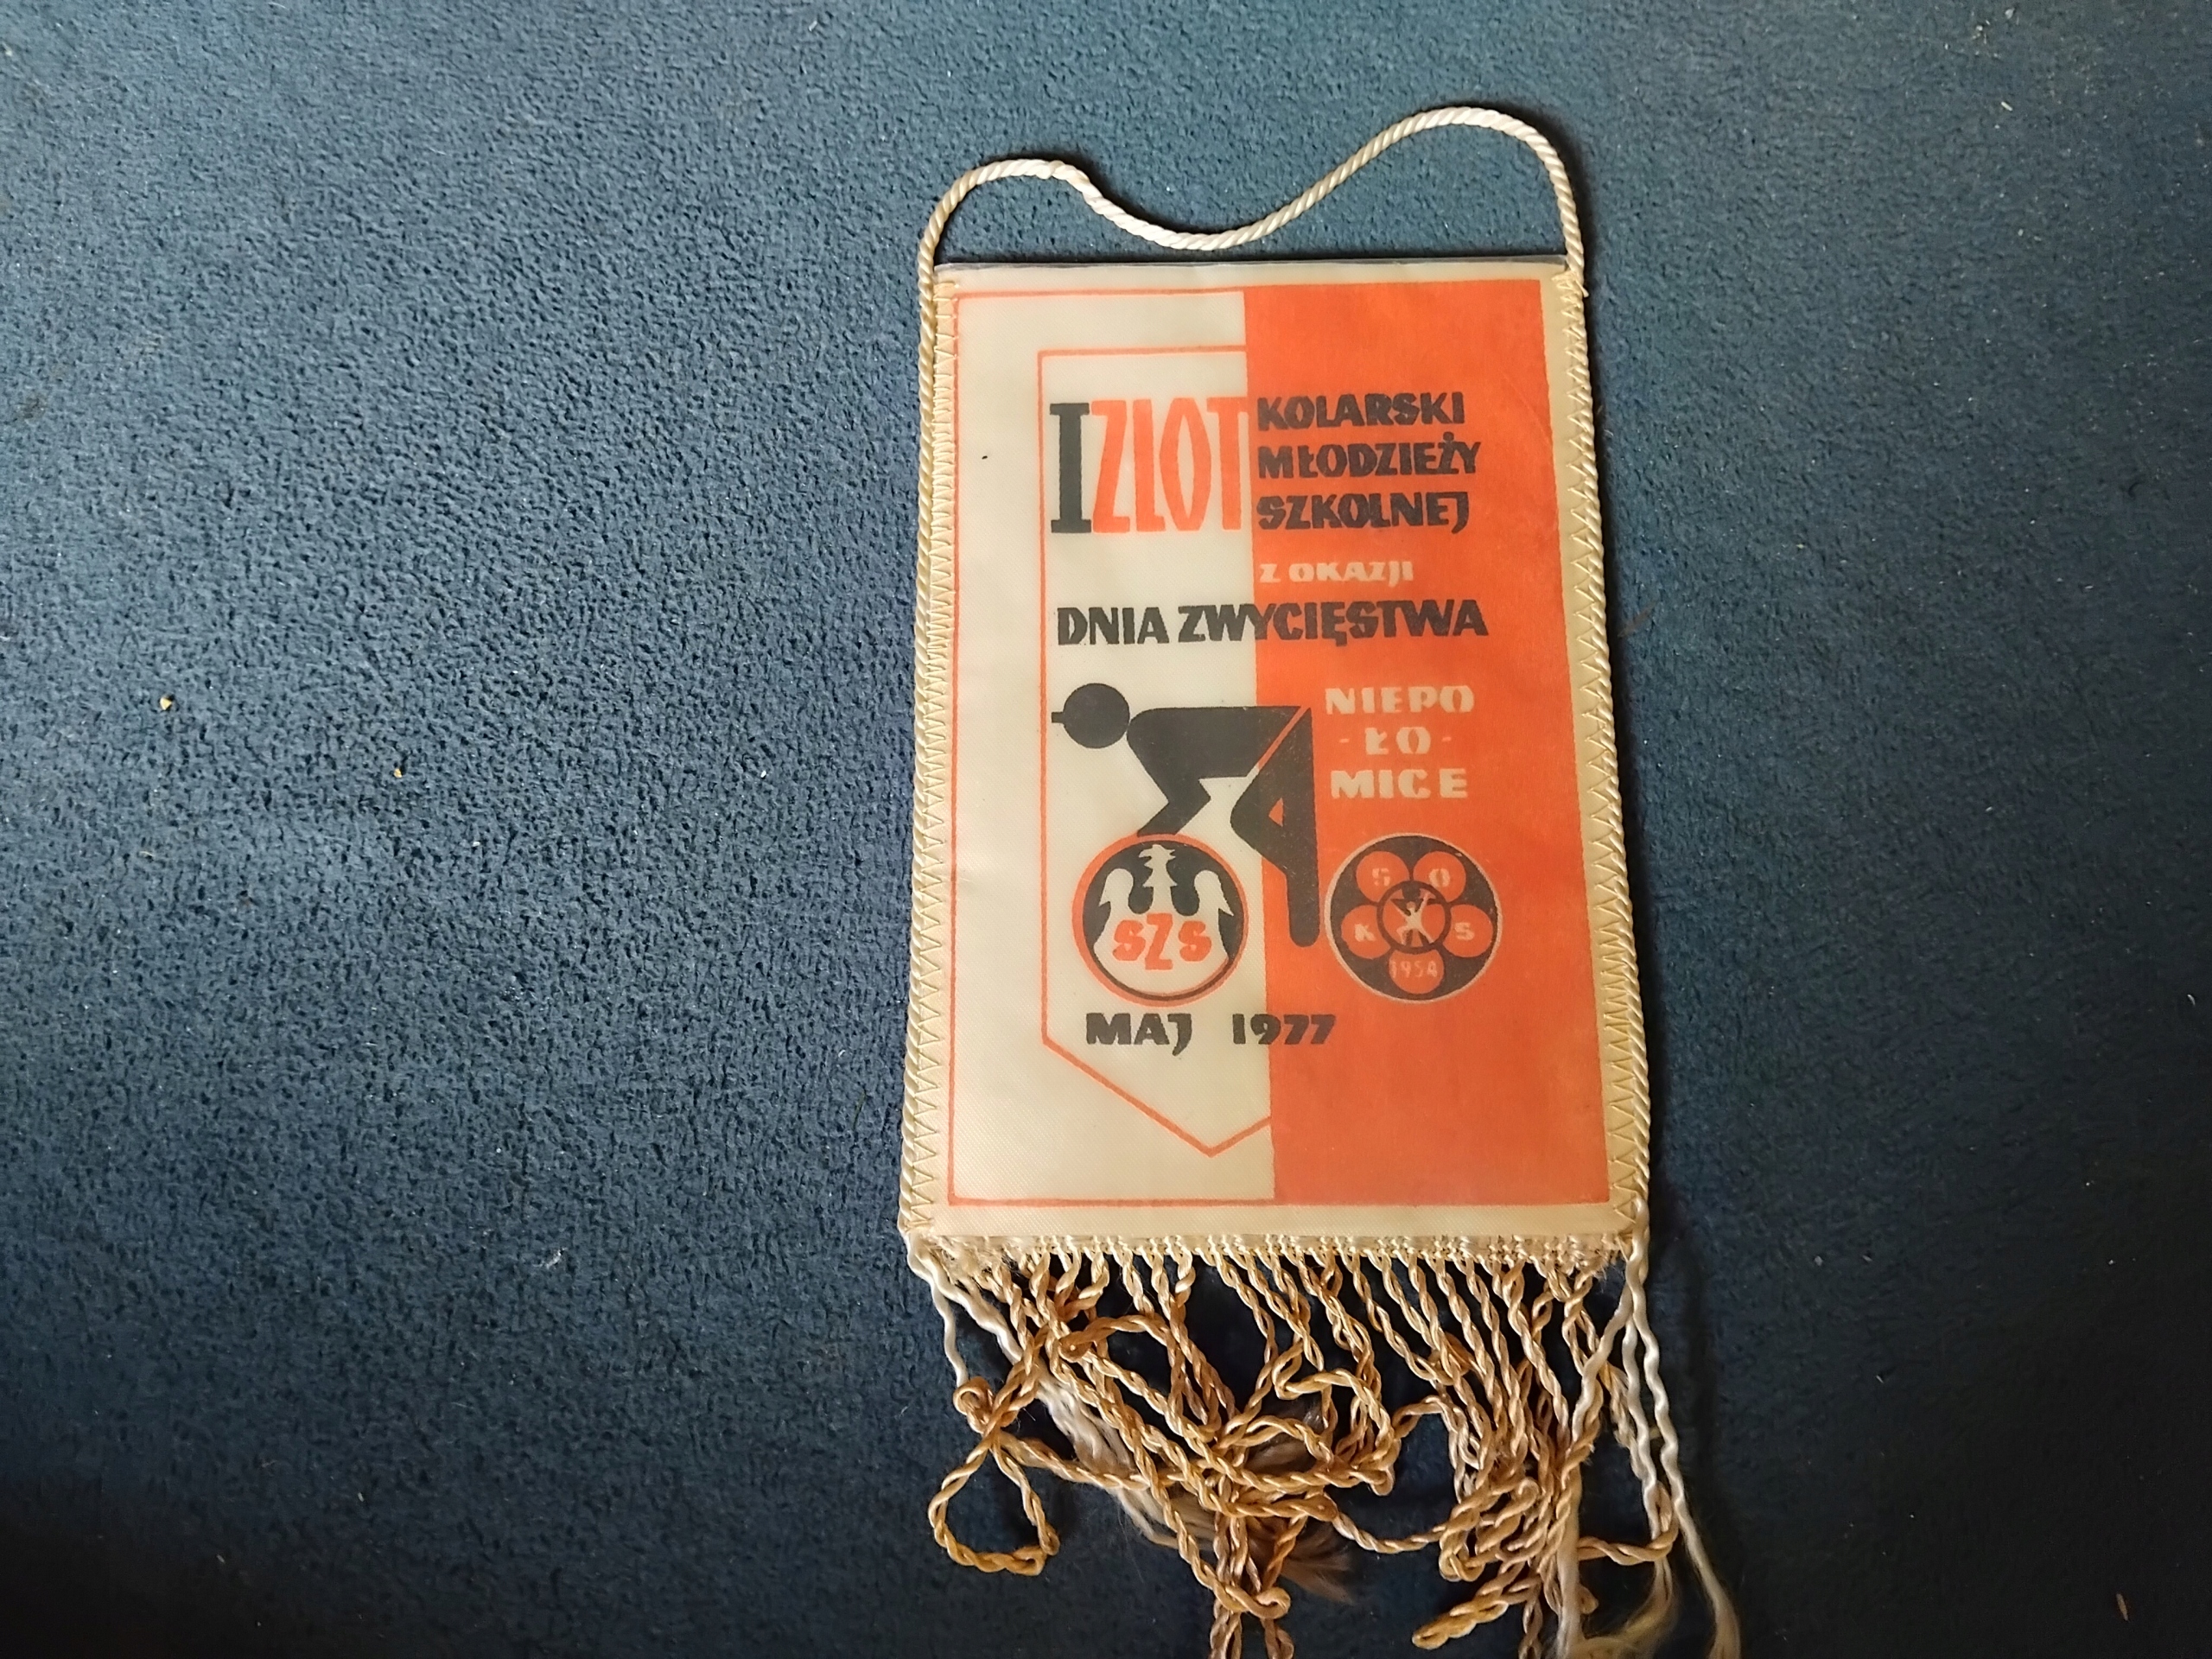 I ZLOT
KOLARSKI
MŁODZIEŻY
SZKOLNEJ
Z OKAZJI
DNIA ZWYCIĘSTWA
NIEPO
-ŁO-
MICE
SZS
S O
K S
1954
MAJ 1977